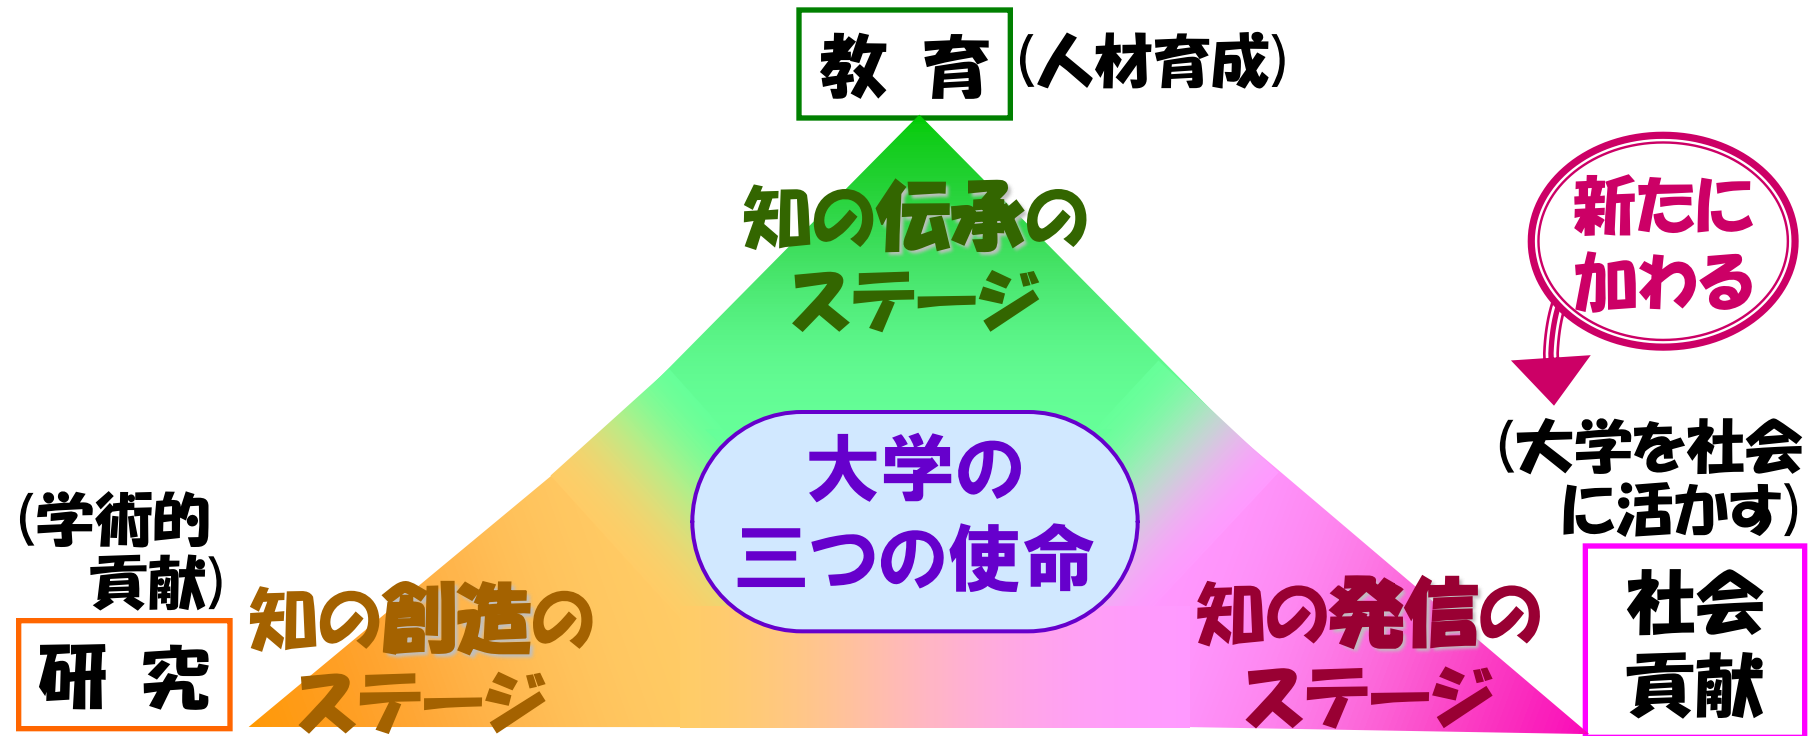 教 育
(人材育成)
知の伝承の
ステージ
新たに
加わる
大学の
三つの使命
(大学を社会
に活かす)
(学術的
貢献)
研 究
知の創造の
ステージ
知の発信の
ステージ
社会
貢献